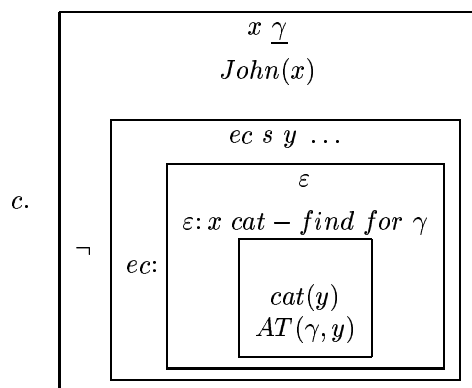 x γ
John(x)
ec s y ...
ε
c.
ε: x cat – find for γ
¬
ec:
cat(y)
AT(γ, y)